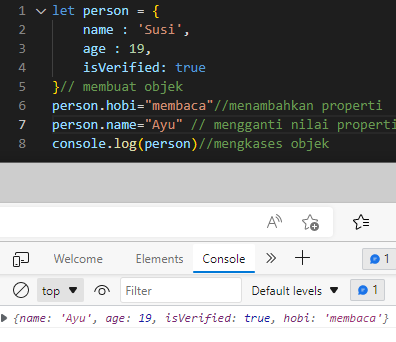 1 let person = {
2 name : 'Susi',
3 age : 19,
4 isVerified: true
5 }// membuat objek
6 person.hobi="membaca"//menambahkan properti
7 person.name="Ayu" // mengganti nilai properti
8 console.log(person)//mengkases objek
A
Welcome Elements Console 1
top Filter Default levels 1
{name: 'Ayu', age: 19, isVerified: true, hobi: 'membaca'}